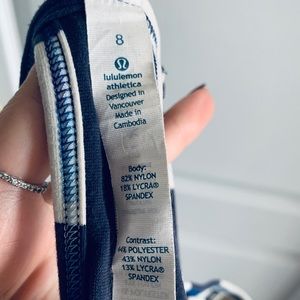 8
lululemon
athletica
Designed in
Vancouver
Made in
Cambodia
Body:
82% NYLON
18% LYCRA®
SPANDEX
Contrast:
POLYESTER
43% NYLON
13% LYCRA®
SPANDEX